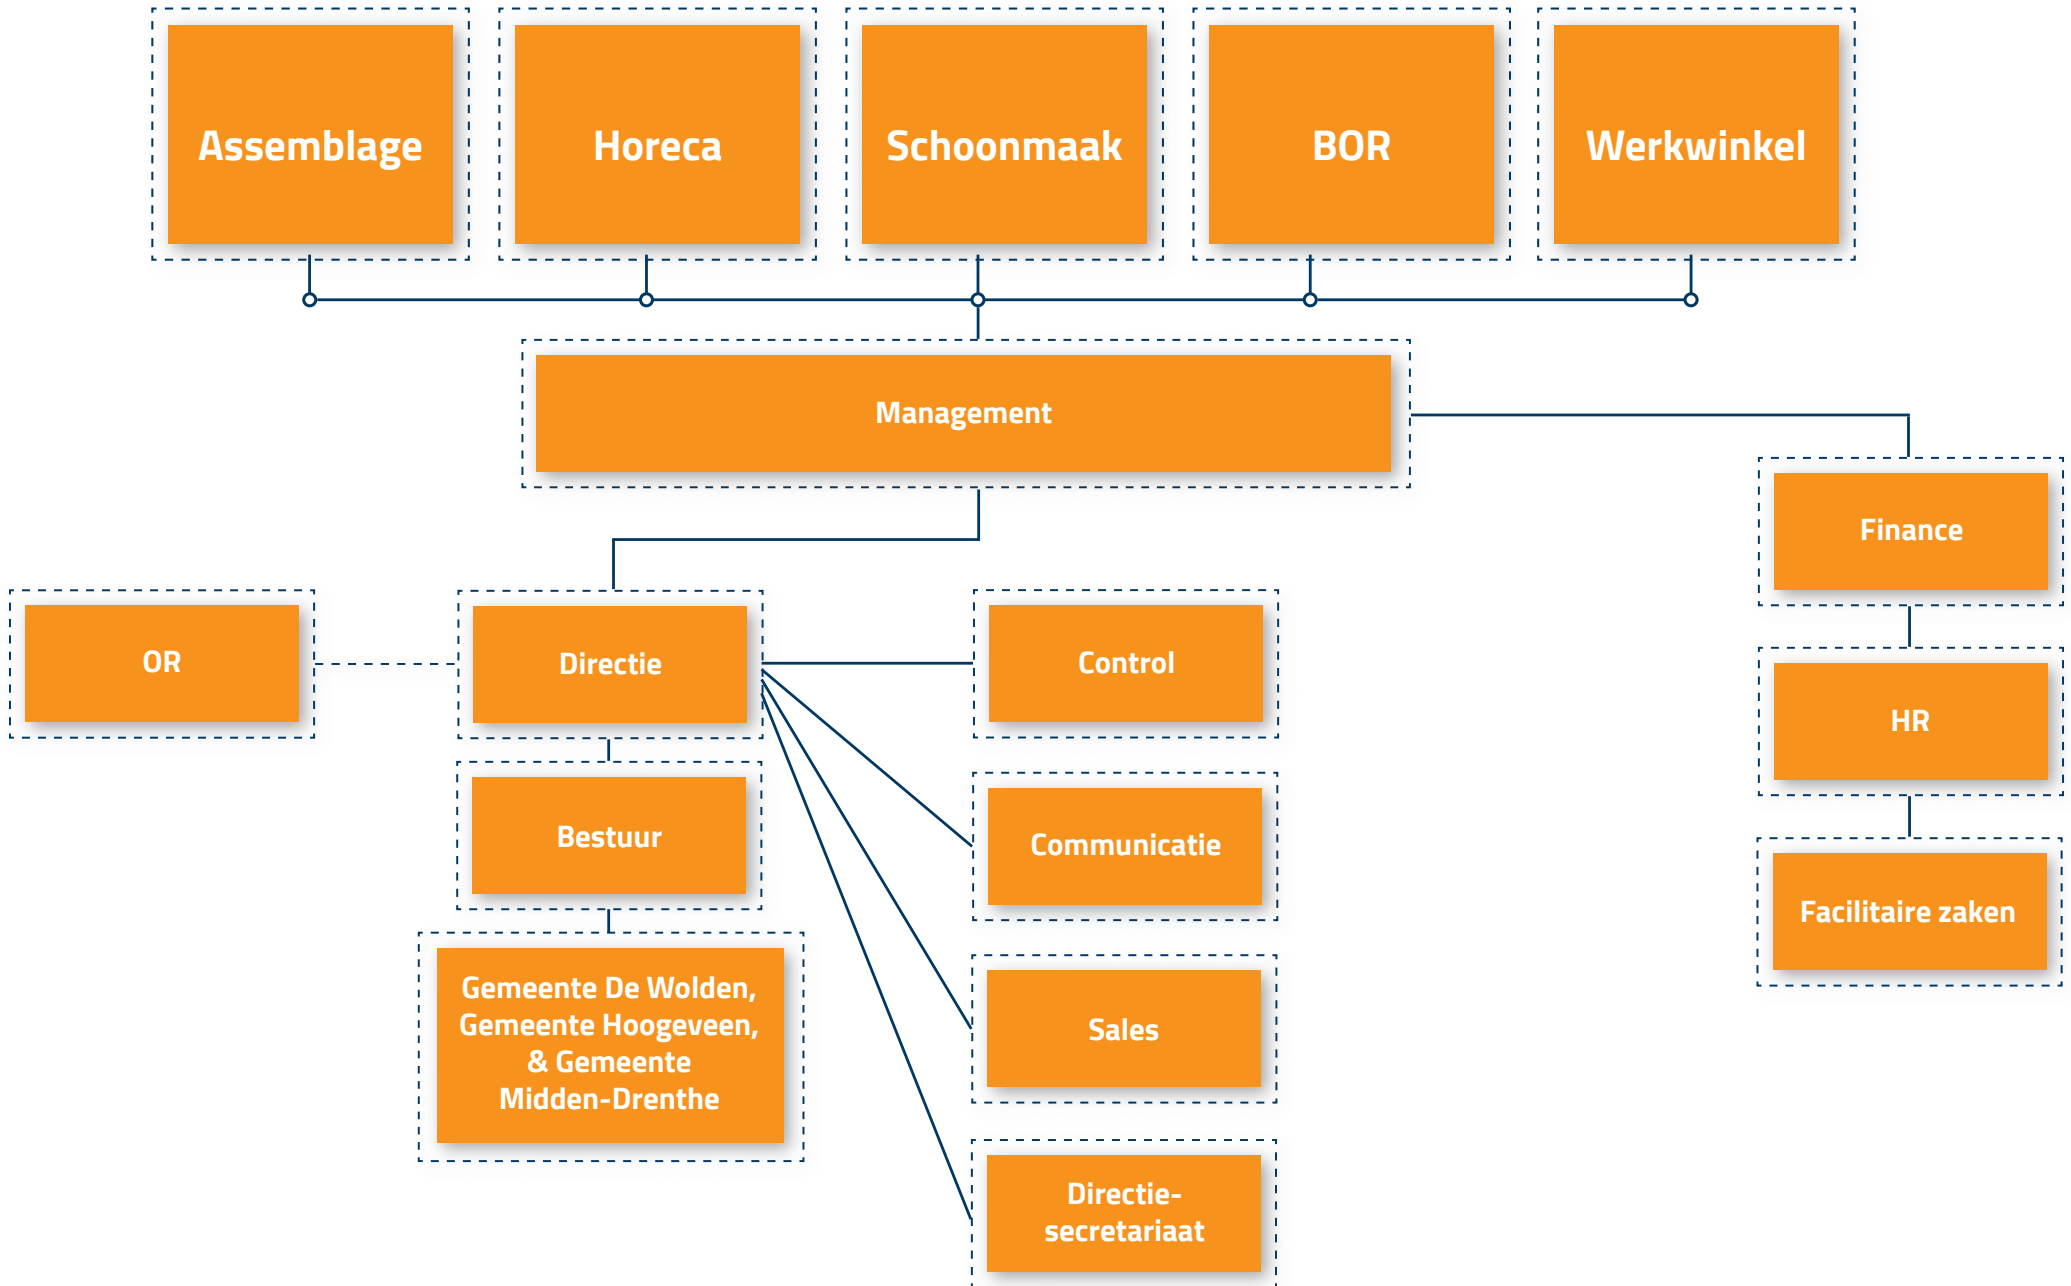 Assemblage
Horeca
Schoonmaak
BOR
Werkwinkel
Management
Finance
OR
Directie
Control
HR
Bestuur
Communicatie
Facilitaire zaken
Gemeente De Wolden,
Gemeente Hoogeveen,
& Gemeente
Midden-Drenthe
Sales
Directie-
secretariaat